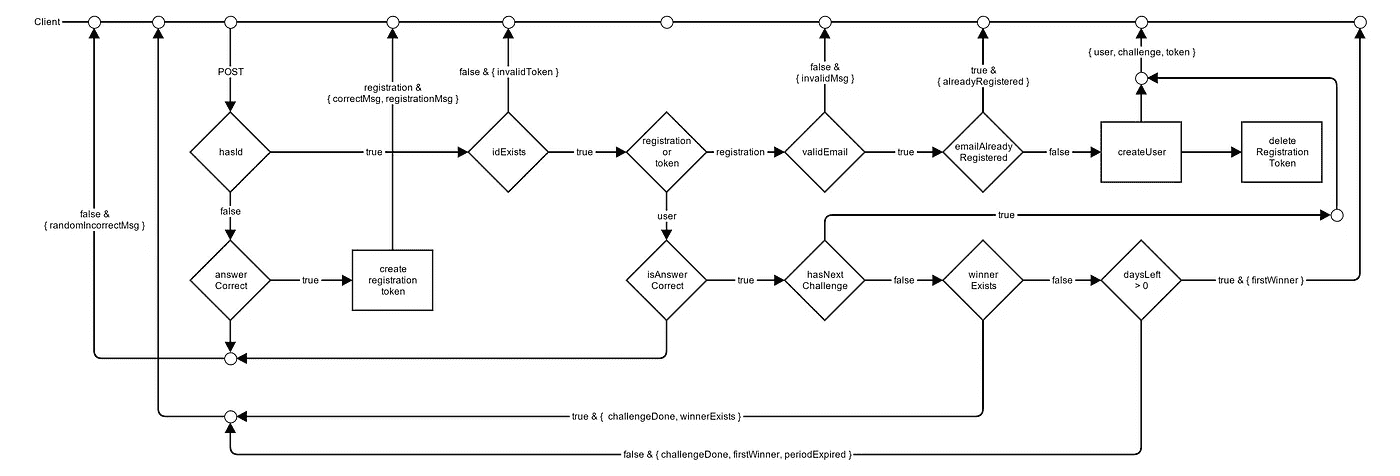 Client
{ user, challenge, token }
POST
false & { invalidToken }
false &
{ invalidMsg }
true &
{ alreadyRegistered }
registration &
{ correctMsg, registrationMsg }
hasId
true
idExists
true
registration
or
token
registration
validEmail
true
emailAlready
Registered
false
createUser
delete
Registration
Token
false &
{ randomIncorrectMsg }
false
user
true
answer
Correct
true
create
registration
token
isAnswer
Correct
true
hasNext
Challenge
false
winner
Exists
false
daysLeft
> 0
true & { firstWinner }
true & { challengeDone, winnerExists }
false & { challengeDone, firstWinner, periodExpired }